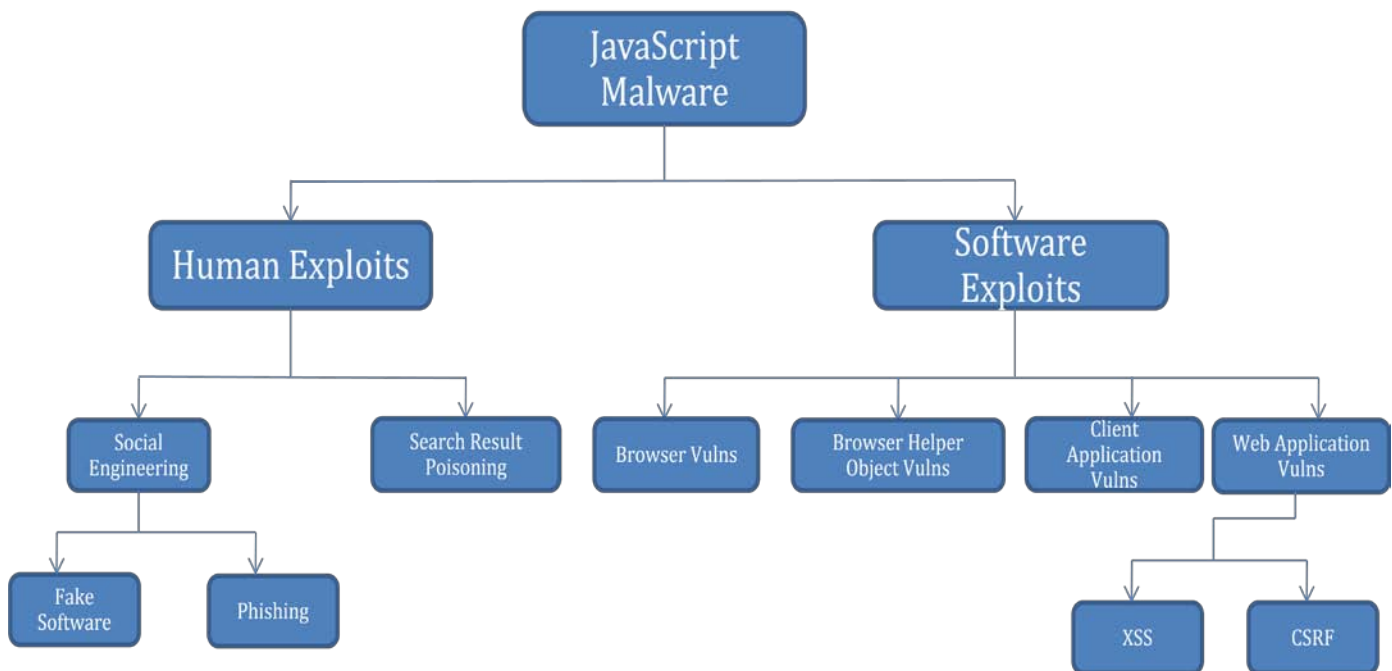 JavaScript
Malware
Human Exploits
Software
Exploits
Social
Engineering
Search Result
Poisoning
Browser Vulns
Browser Helper
Object Vulns
Client
Application
Vulns
Web Application
Vulns
Fake
Software
Phishing
XSS
CSRF